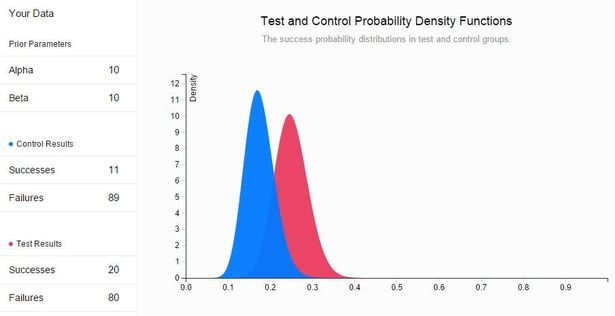 Your Data
Prior Parameters
Alpha 10
Beta 10
Control Results
Successes 11
Failures 89
Test Results
Successes 20
Failures 80
Test and Control Probability Density Functions
The success probability distributions in test and control groups.
Density
12
11
10
9
8
7
6
5
4
3
2
1
0
0.0 0.1 0.2 0.3 0.4 0.5 0.6 0.7 0.8 0.9